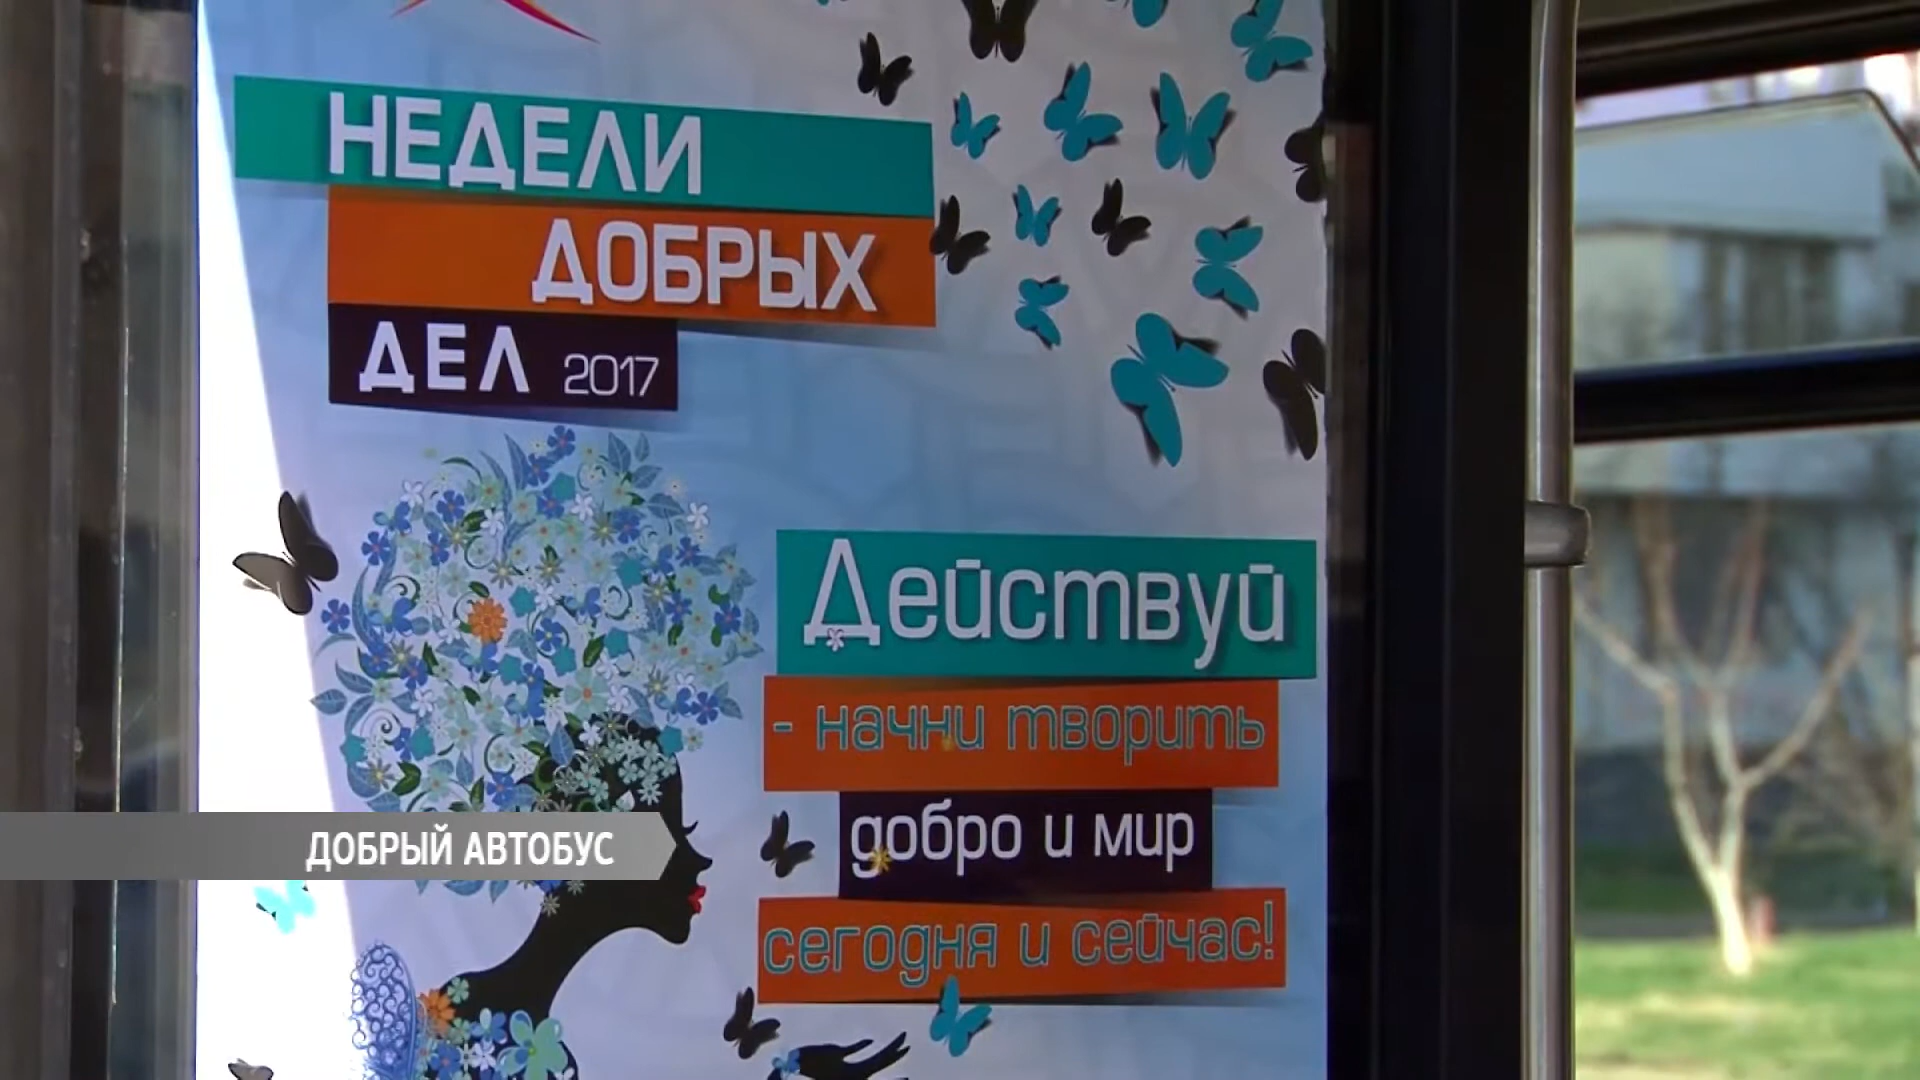 НЕДЕЛИ
ДОБРЫХ
ДЕЛ 2017
Действуй
- начни творить
добро и мир
сегодня и сейчас!
ДОБРЫЙ АВТОБУС